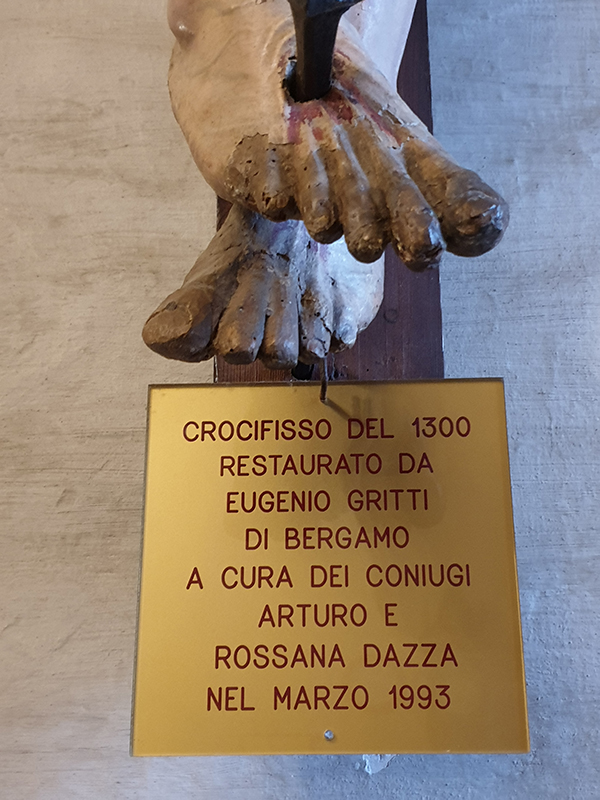 CROCIFISSO DEL 1300
RESTAURATO DA
EUGENIO GRITTI
DI BERGAMO
A CURA DEI CONIUGI
ARTURO E
ROSSANA DAZZA
NEL MARZO 1993